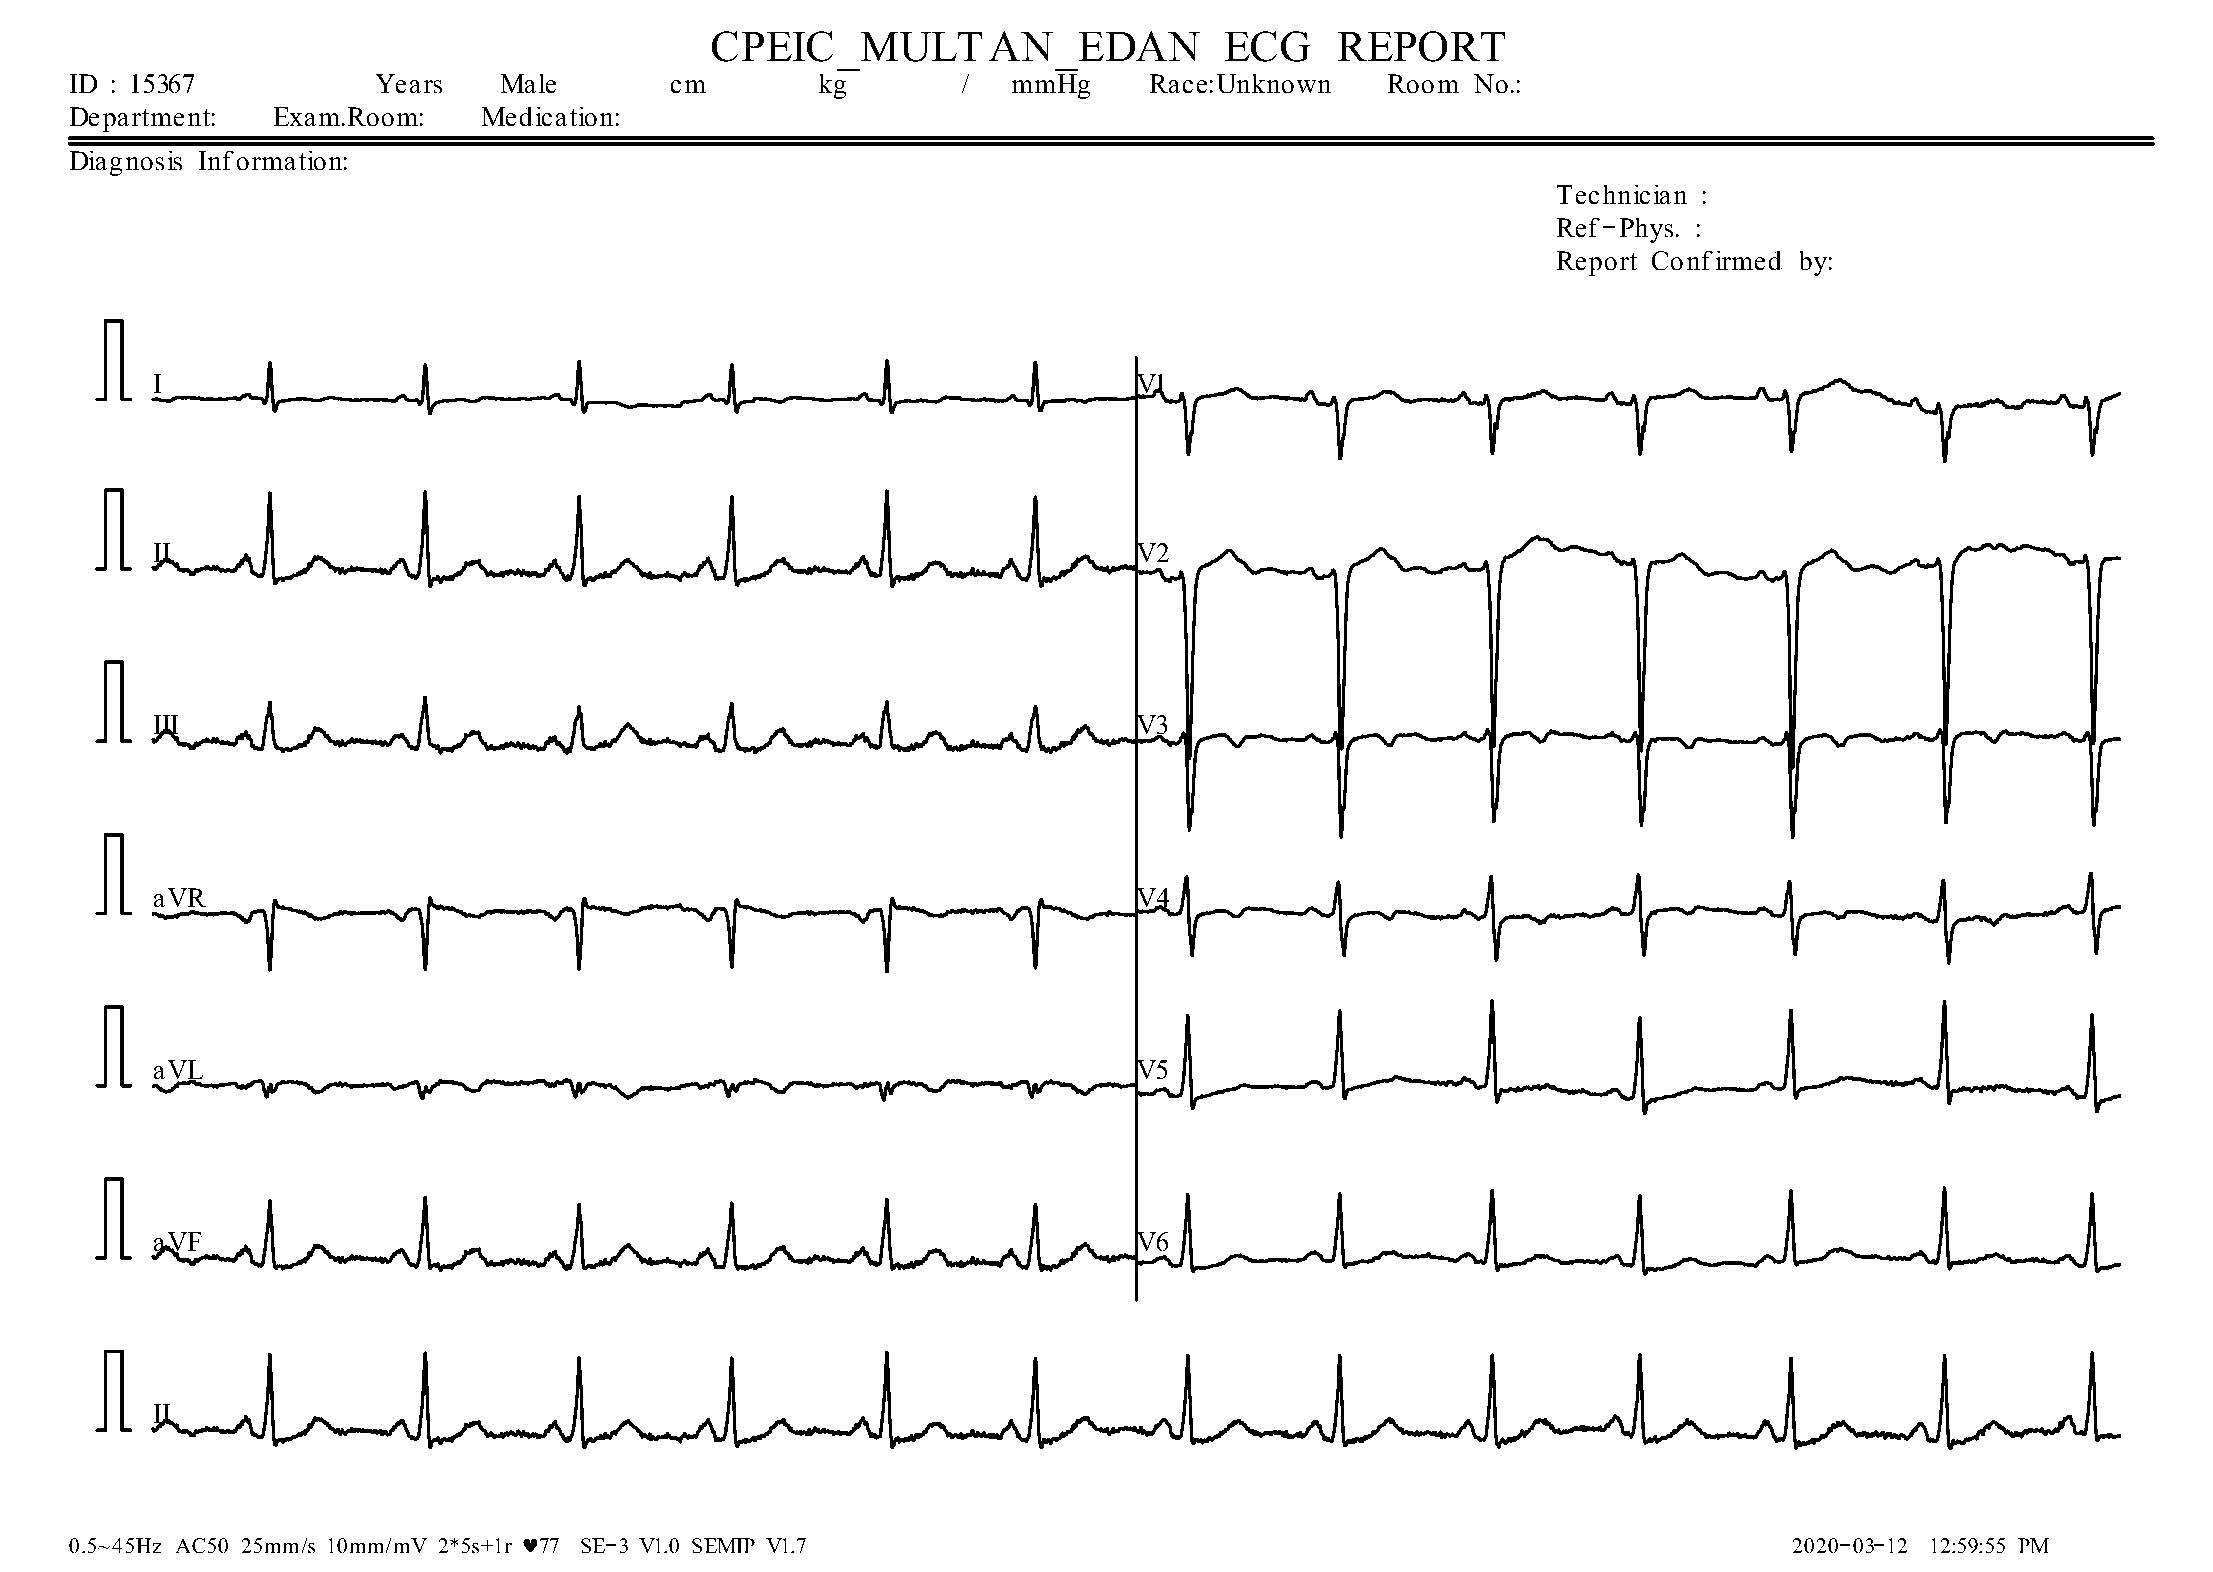 CPEIC_MULTAN_EDAN ECG REPORT
ID : 15367 Years Male cm kg / mmHg Race:Unknown Room No.:
Department: Exam.Room: Medication:
Diagnosis Information:
Technician :
Ref-Phys. :
Report Confirmed by:
I V1
II V2
III V3
aVR V4
aVL V5
aVF V6
II
0.5~45Hz AC50 25mm/s 10mm/mV 2*5s+1r ♥77 SE-3 V1.0 SEMIP V1.7 2020-03-12 12:59:55 PM